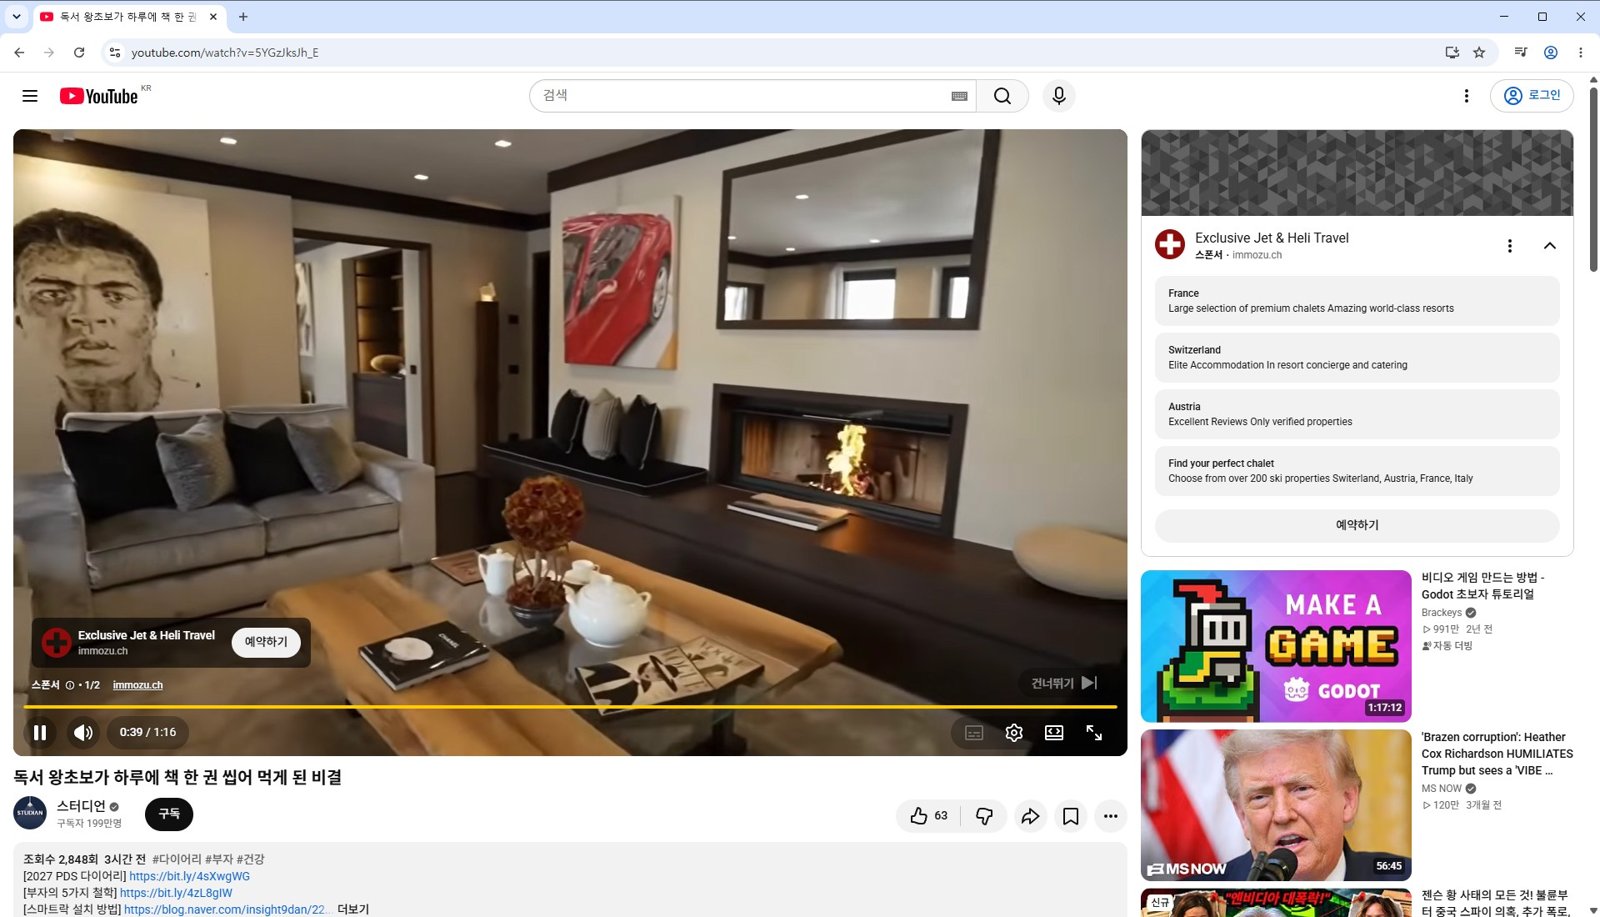 독서 왕초보가 하루에 책 한 권
youtube.com/watch?v=5YGzJksJh_E
YouTube KR
검색
로그인
Exclusive Jet & Heli Travel
스폰서 · immozu.ch
France
Large selection of premium chalets Amazing world-class resorts
Switzerland
Elite Accommodation In resort concierge and catering
Austria
Excellent Reviews Only verified properties
Find your perfect chalet
Choose from over 200 ski properties Switerland, Austria, France, Italy
예약하기
CHANEL
Exclusive Jet & Heli Travel
immozu.ch
예약하기
스폰서 · 1/2 immozu.ch
건너뛰기
0:39 / 1:16
독서 왕초보가 하루에 책 한 권 씹어 먹게 된 비결
STUDIAN
스터디언
구독자 199만명
구독
63
조회수 2,848회 3시간 전 #다이어리 #부자 #건강
[2027 PDS 다이어리] https://bit.ly/4sXwgWG
[부자의 5가지 철학] https://bit.ly/4zL8gIW
[스마트락 설치 방법] https://blog.naver.com/insight9dan/22... 더보기
MAKE A
GAME
GODOT
1:17:12
비디오 게임 만드는 방법 -
Godot 초보자 튜토리얼
Brackeys
991만 2년 전
자동 더빙
MS NOW
56:45
'Brazen corruption': Heather
Cox Richardson HUMILIATES
Trump but sees a 'VIBE ...
MS NOW
120만 3개월 전
신규
"엔비디아 대폭락!"
젠슨 황 사태의 모든 것! 불륜부
터 중국 스파이 의혹, 추가 폭로,